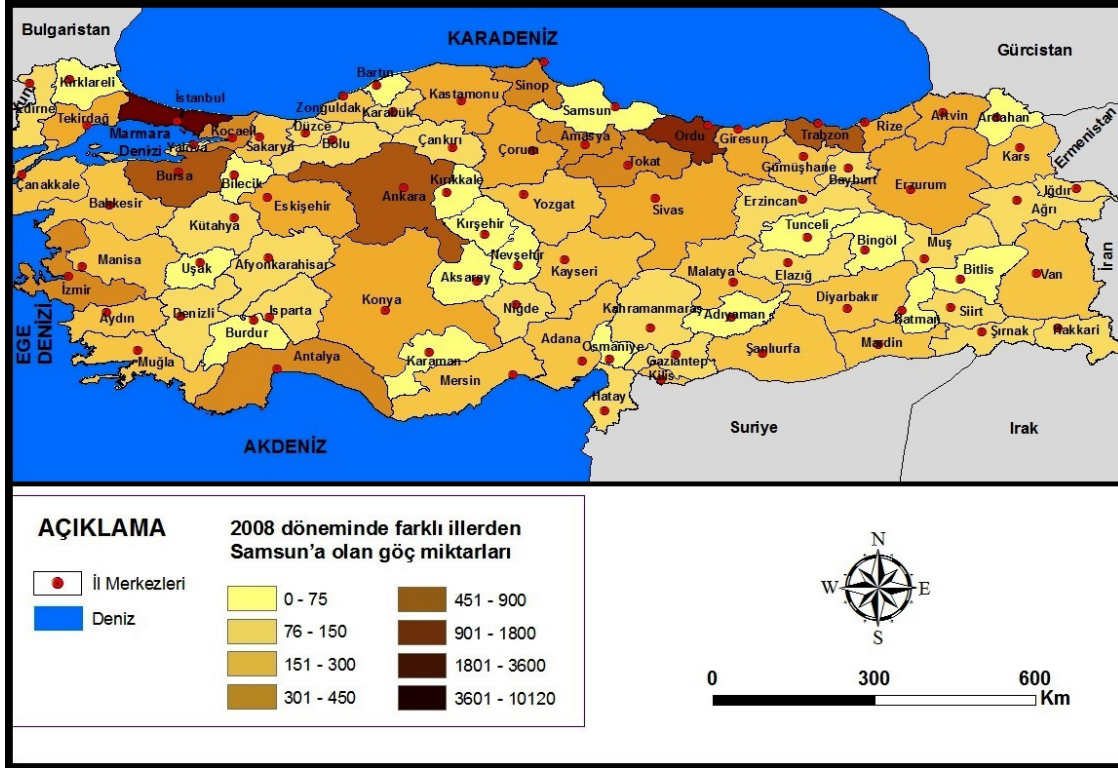 Bulgaristan
KARADENİZ
Gürcistan
Kırklareli
Bartın
Sinop
Kastamonu
İstanbul
Samsun
Edirne
Zonguldak
Karabük
Tekirdağ
Kocaeli
Düzce
Amasya
Ordu
Giresun
Trabzon
Rize
Artvin
Ardahan
Marmara
Denizi
Yalova
Sakarya
Bolu
Çankırı
Çorum
Tokat
Gümüşhane
Kars
Ermenistan
Bayburt
Çanakkale
Bursa
Bilecik
Ankara
Kırıkkale
Erzurum
Iğdır
Balıkesir
Eskişehir
Yozgat
Sivas
Erzincan
Ağrı
Kütahya
Kırşehir
Tunceli
Bingöl
Muş
İran
Manisa
Uşak
Afyonkarahisar
Nevşehir
Kayseri
Malatya
Elazığ
Bitlis
Van
İzmir
Aksaray
EGE
DENİZİ
Aydın
Denizli
Isparta
Konya
Niğde
Kahramanmaraş
Adıyaman
Diyarbakır
Batman
Siirt
Burdur
Hakkari
Şırnak
Muğla
Antalya
Karaman
Adana
Osmaniye
Gaziantep
Şanlıurfa
Mardin
Mersin
Kilis
Hatay
AKDENİZ
Suriye
Irak
AÇIKLAMA
İl Merkezleri
Deniz
2008 döneminde farklı illerden
Samsun'a olan göç miktarları
0 - 75
76 - 150
151 - 300
301 - 450
451 - 900
901 - 1800
1801 - 3600
3601 - 10120
N
W
E
S
0
300
600
Km